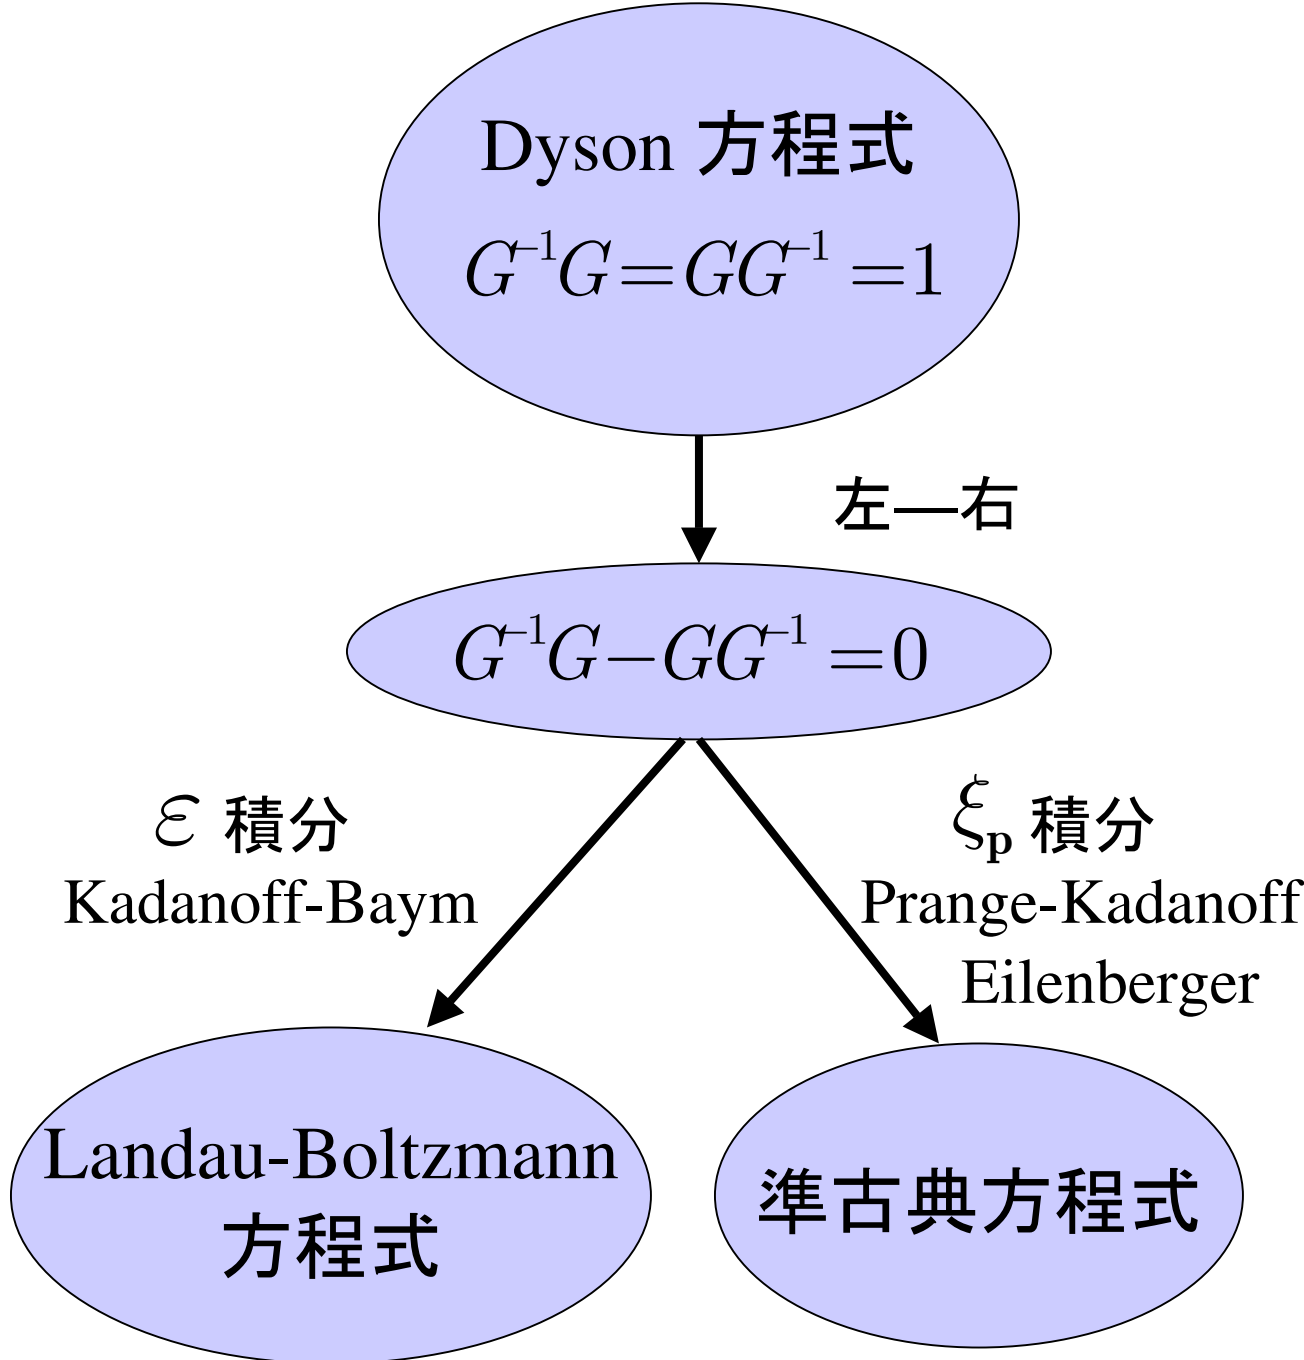 Dyson 方程式
G⁻¹G=GG⁻¹=1
左—右
G⁻¹G−GG⁻¹=0
ε 積分
Kadanoff-Baym
ξ𝐩 積分
Prange-Kadanoff
Eilenberger
Landau-Boltzmann
方程式
準古典方程式